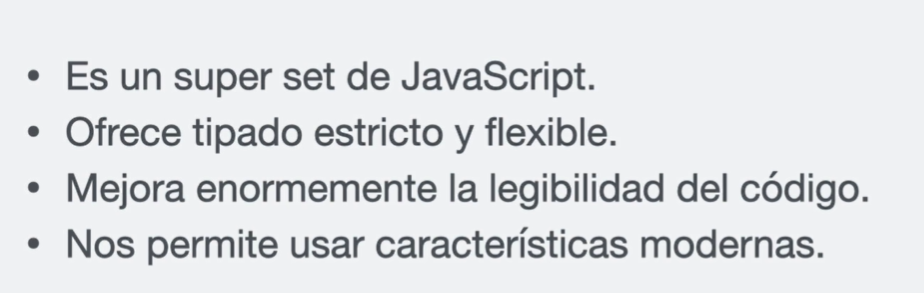 • Es un super set de JavaScript.
• Ofrece tipado estricto y flexible.
• Mejora enormemente la legibilidad del código.
• Nos permite usar características modernas.